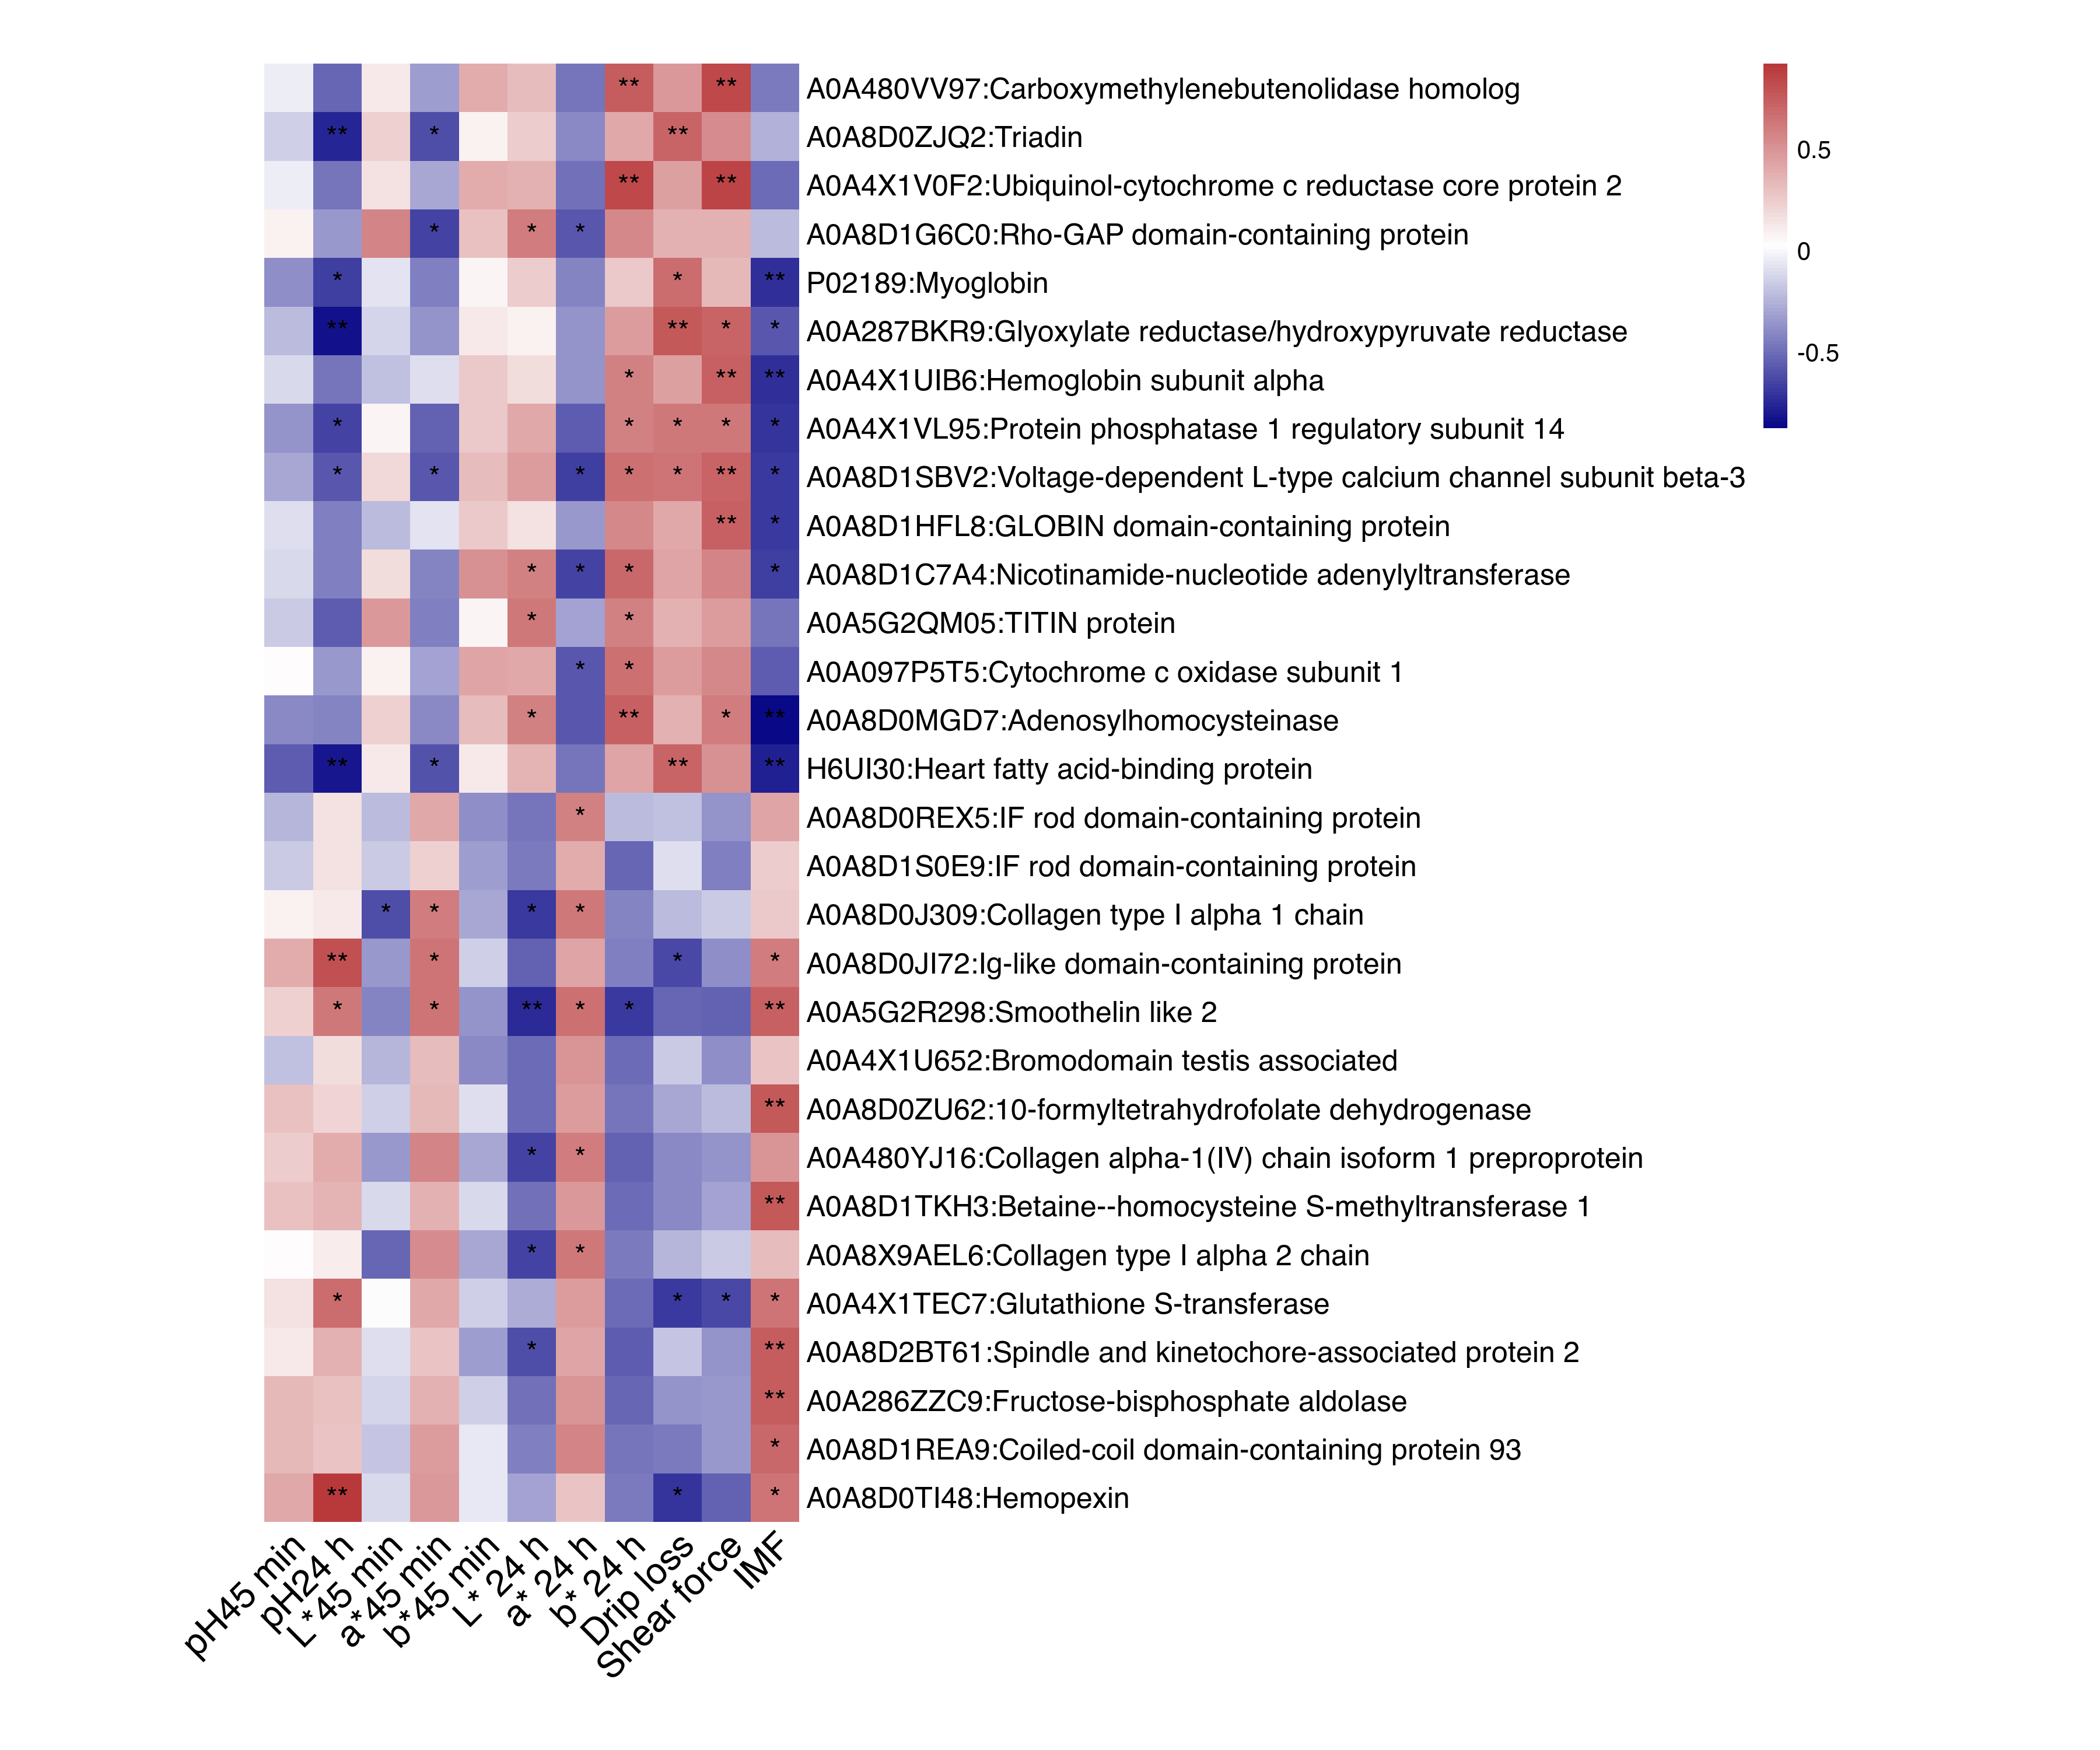 ** ** A0A480VV97:Carboxymethylenebutenolidase homolog
** * ** A0A8D0ZJQ2:Triadin
** ** A0A4X1V0F2:Ubiquinol-cytochrome c reductase core protein 2
* * * A0A8D1G6C0:Rho-GAP domain-containing protein
* * ** P02189:Myoglobin
** ** * * A0A287BKR9:Glyoxylate reductase/hydroxypyruvate reductase
* ** ** A0A4X1UIB6:Hemoglobin subunit alpha
* * * * * A0A4X1VL95:Protein phosphatase 1 regulatory subunit 14
* * * * * ** * A0A8D1SBV2:Voltage-dependent L-type calcium channel subunit beta-3
** * A0A8D1HFL8:GLOBIN domain-containing protein
* * * * A0A8D1C7A4:Nicotinamide-nucleotide adenylyltransferase
* * A0A5G2QM05:TITIN protein
* * A0A097P5T5:Cytochrome c oxidase subunit 1
* ** * ** A0A8D0MGD7:Adenosylhomocysteinase
** * ** ** H6UI30:Heart fatty acid-binding protein
* A0A8D0REX5:IF rod domain-containing protein
A0A8D1S0E9:IF rod domain-containing protein
* * * * A0A8D0J309:Collagen type I alpha 1 chain
** * * * A0A8D0JI72:Ig-like domain-containing protein
* * ** * * ** A0A5G2R298:Smoothelin like 2
A0A4X1U652:Bromodomain testis associated
** A0A8D0ZU62:10-formyltetrahydrofolate dehydrogenase
* * A0A480YJ16:Collagen alpha-1(IV) chain isoform 1 preproprotein
** A0A8D1TKH3:Betaine--homocysteine S-methyltransferase 1
* * A0A8X9AEL6:Collagen type I alpha 2 chain
* * * * A0A4X1TEC7:Glutathione S-transferase
* ** A0A8D2BT61:Spindle and kinetochore-associated protein 2
** A0A286ZZC9:Fructose-bisphosphate aldolase
* A0A8D1REA9:Coiled-coil domain-containing protein 93
** * * A0A8D0TI48:Hemopexin
pH45 min
pH24 h
L*45 min
a*45 min
b*45 min
L* 24 h
a* 24 h
b* 24 h
Drip loss
Shear force
IMF
0.5
0
-0.5